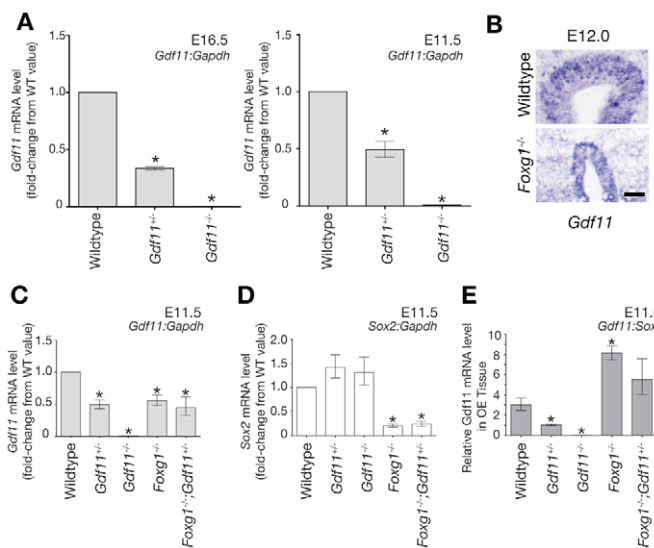 A
E16.5
Gdf11:Gapdh
Gdf11 mRNA level
(fold-change from WT value)
1.5
1.0
0.5
0
*
*
Wildtype
Gdf11+/-
Gdf11-/-
E11.5
Gdf11:Gapdh
Gdf11 mRNA level
(fold-change from WT value)
1.5
1.0
0.5
0
*
*
Wildtype
Gdf11+/-
Gdf11-/-
B
E12.0
Wildtype
Foxg1-/-
Gdf11
C
E11.5
Gdf11:Gapdh
Gdf11 mRNA level
(fold-change from WT value)
1.5
1.0
0.5
0
*
*
*
*
Wildtype
Gdf11+/-
Gdf11-/-
Foxg1-/-
Foxg1-/-;Gdf11+/-
D
E11.5
Sox2:Gapdh
Sox2 mRNA level
(fold-change from WT value)
2.0
1.5
1.0
0.5
0
*
*
Wildtype
Gdf11+/-
Gdf11-/-
Foxg1-/-
Foxg1-/-;Gdf11+/-
E
E11.5
Gdf11:Sox
Relative Gdf11 mRNA level
in OE Tissue
10
8
6
4
2
0
*
*
*
Wildtype
Gdf11+/-
Gdf11-/-
Foxg1-/-
Foxg1-/-;Gdf11+/-